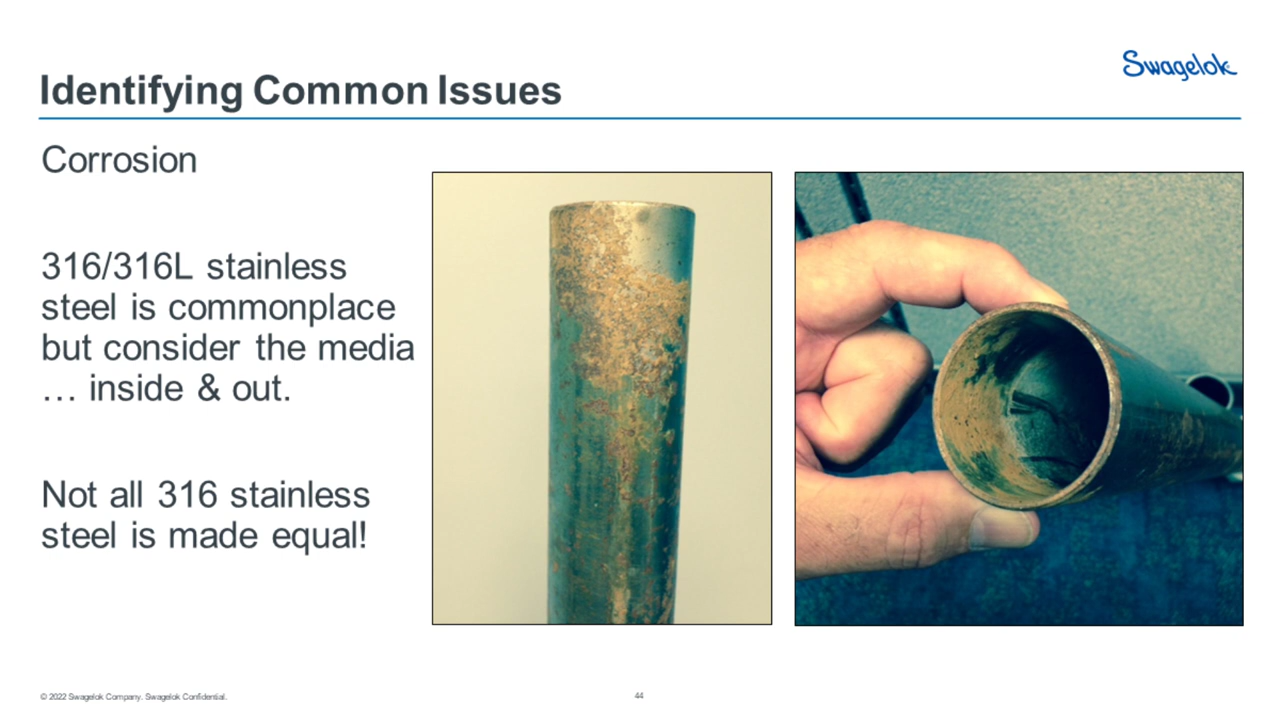 Swagelok
Identifying Common Issues
Corrosion
316/316L stainless
steel is commonplace
but consider the media
… inside & out.
Not all 316 stainless
steel is made equal!
© 2022 Swagelok Company. Swagelok Confidential.
44